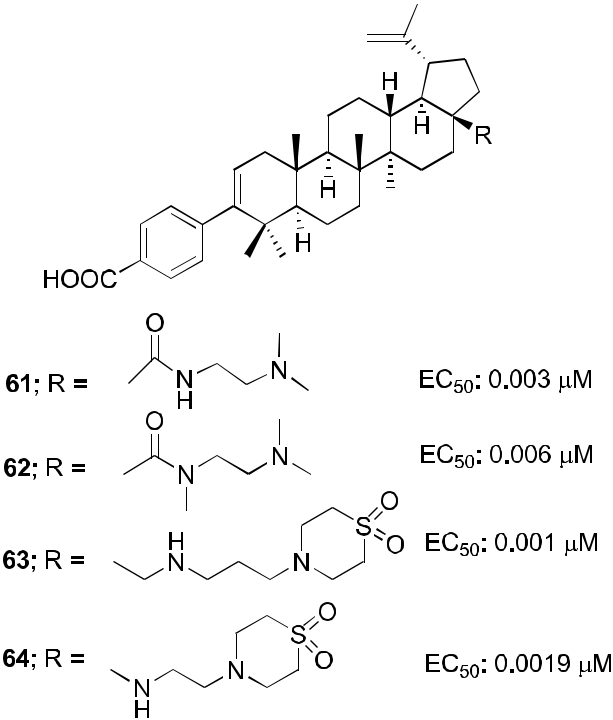 H
H
R
H
H
HOOC
O
61; R =
N
H
N
EC50: 0.003 µM
O
62; R =
N
N
EC50: 0.006 µM
63; R =
H
N
N
S
O
O
EC50: 0.001 µM
64; R =
N
H
N
S
O
O
EC50: 0.0019 µM